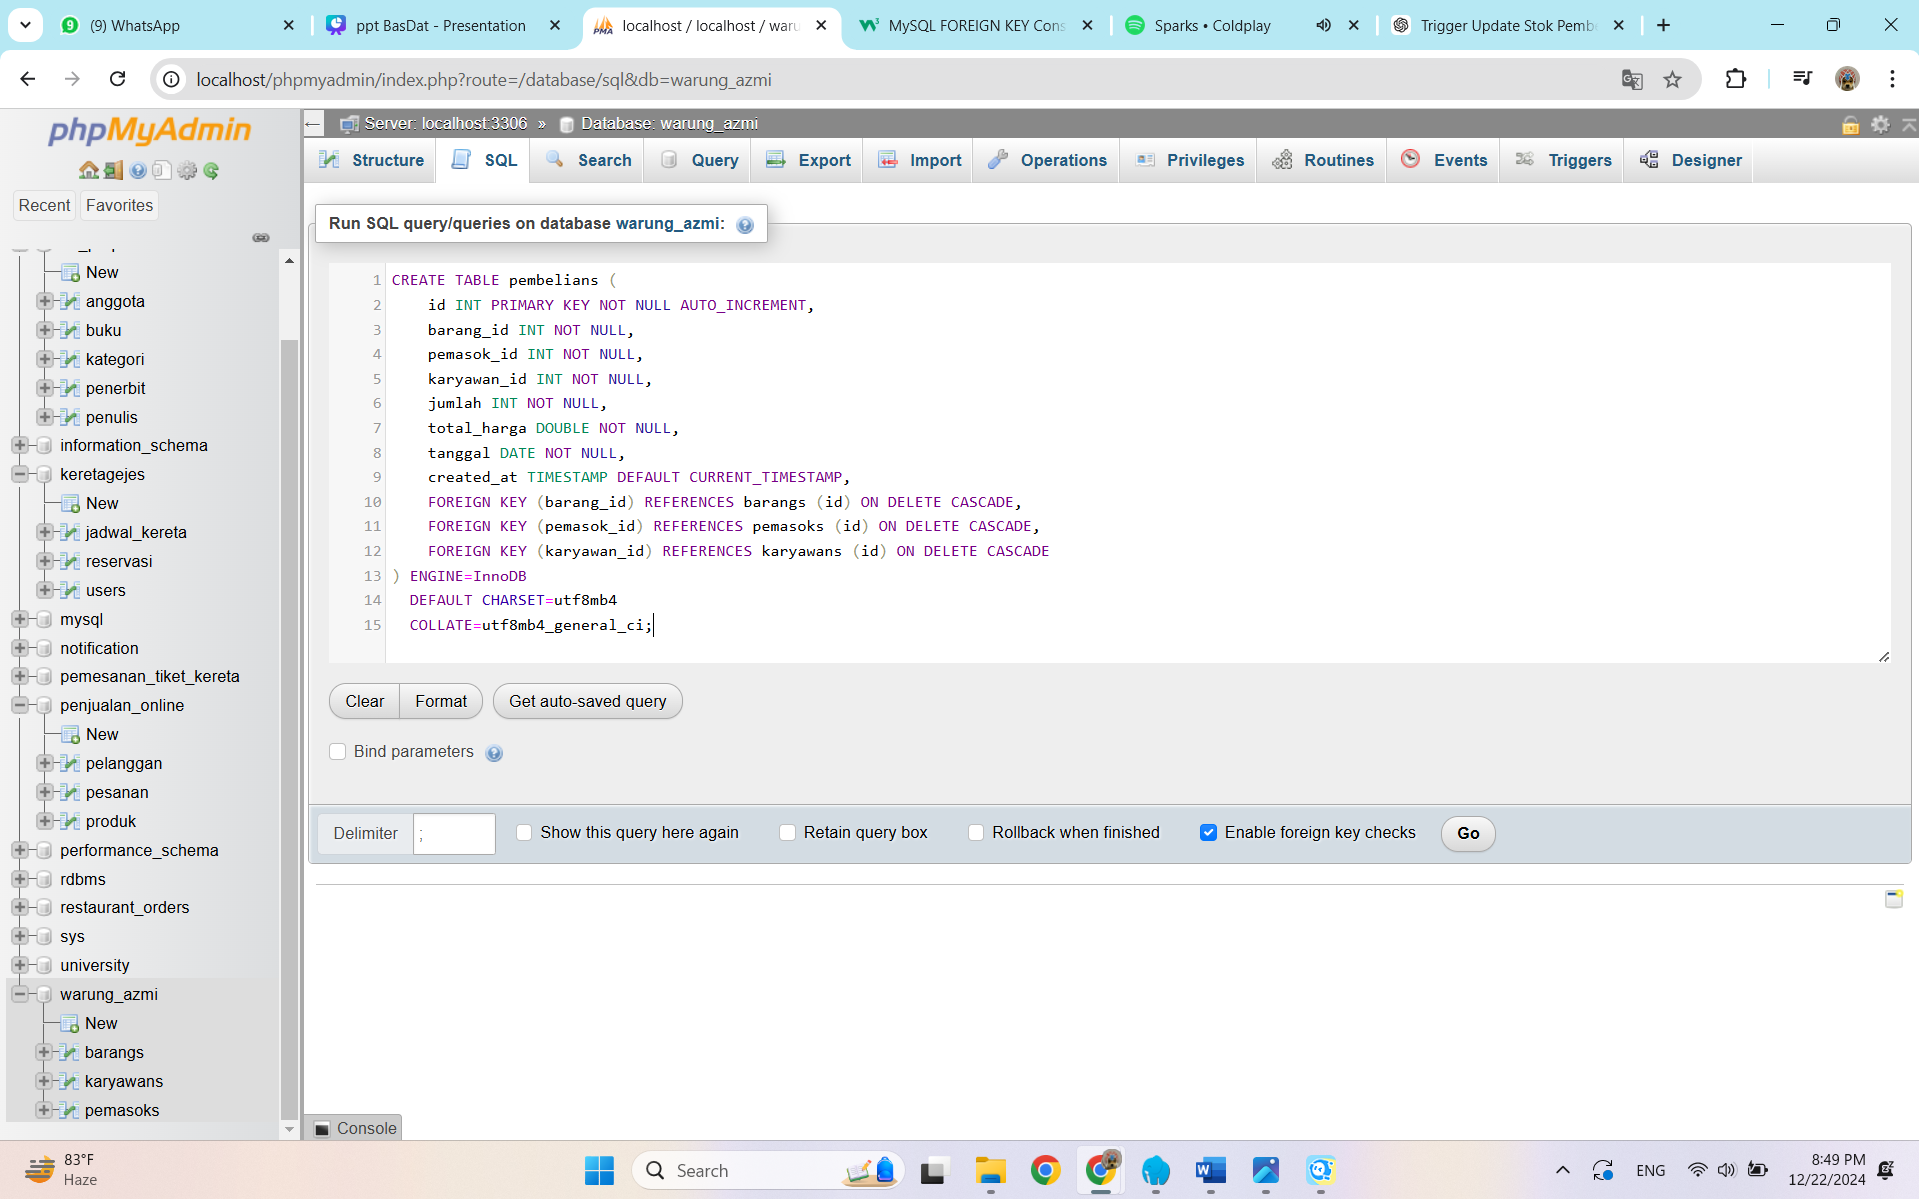 (9) WhatsApp
ppt BasDat - Presentation
localhost / localhost / waru
MySQL FOREIGN KEY Cons
Sparks • Coldplay
Trigger Update Stok Pemb
localhost/phpmyadmin/index.php?route=/database/sql&db=warung_azmi
phpMyAdmin
Recent Favorites
New
anggota
buku
kategori
penerbit
penulis
information_schema
keretagejes
New
jadwal_kereta
reservasi
users
mysql
notification
pemesanan_tiket_kereta
penjualan_online
New
pelanggan
pesanan
produk
performance_schema
rdbms
restaurant_orders
sys
university
warung_azmi
New
barangs
karyawans
pemasoks
Server: localhost:3306 » Database: warung_azmi
Structure SQL Search Query Export Import Operations Privileges Routines Events Triggers Designer
Run SQL query/queries on database warung_azmi:
1 CREATE TABLE pembelians (
2 id INT PRIMARY KEY NOT NULL AUTO_INCREMENT,
3 barang_id INT NOT NULL,
4 pemasok_id INT NOT NULL,
5 karyawan_id INT NOT NULL,
6 jumlah INT NOT NULL,
7 total_harga DOUBLE NOT NULL,
8 tanggal DATE NOT NULL,
9 created_at TIMESTAMP DEFAULT CURRENT_TIMESTAMP,
10 FOREIGN KEY (barang_id) REFERENCES barangs (id) ON DELETE CASCADE,
11 FOREIGN KEY (pemasok_id) REFERENCES pemasoks (id) ON DELETE CASCADE,
12 FOREIGN KEY (karyawan_id) REFERENCES karyawans (id) ON DELETE CASCADE
13 ) ENGINE=InnoDB
14 DEFAULT CHARSET=utf8mb4
15 COLLATE=utf8mb4_general_ci;
Clear Format Get auto-saved query
Bind parameters
Delimiter ; Show this query here again Retain query box Rollback when finished Enable foreign key checks Go
Console
83°F
Haze
Search
ENG
8:49 PM
12/22/2024